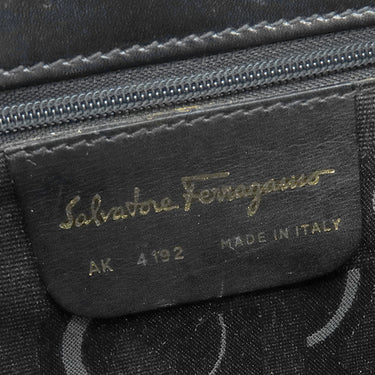 Salvatore Ferragamo
AK 4192 MADE IN ITALY